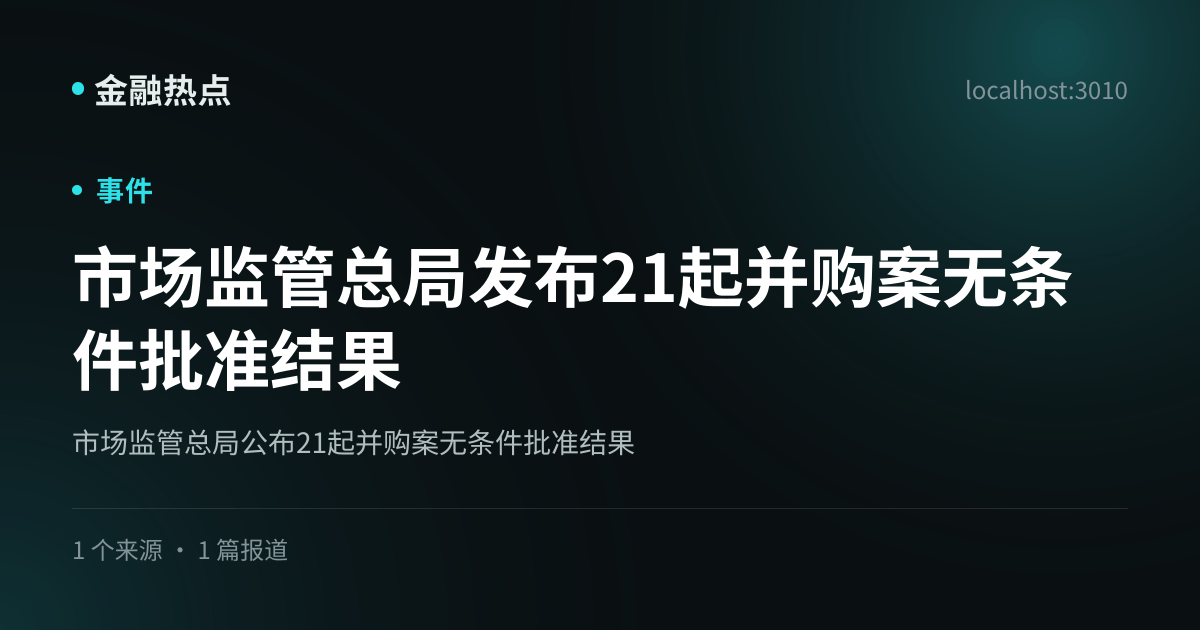 金融热点
localhost:3010
事件
市场监管总局发布21起并购案无条
件批准结果
市场监管总局公布21起并购案无条件批准结果
1 个来源 · 1 篇报道